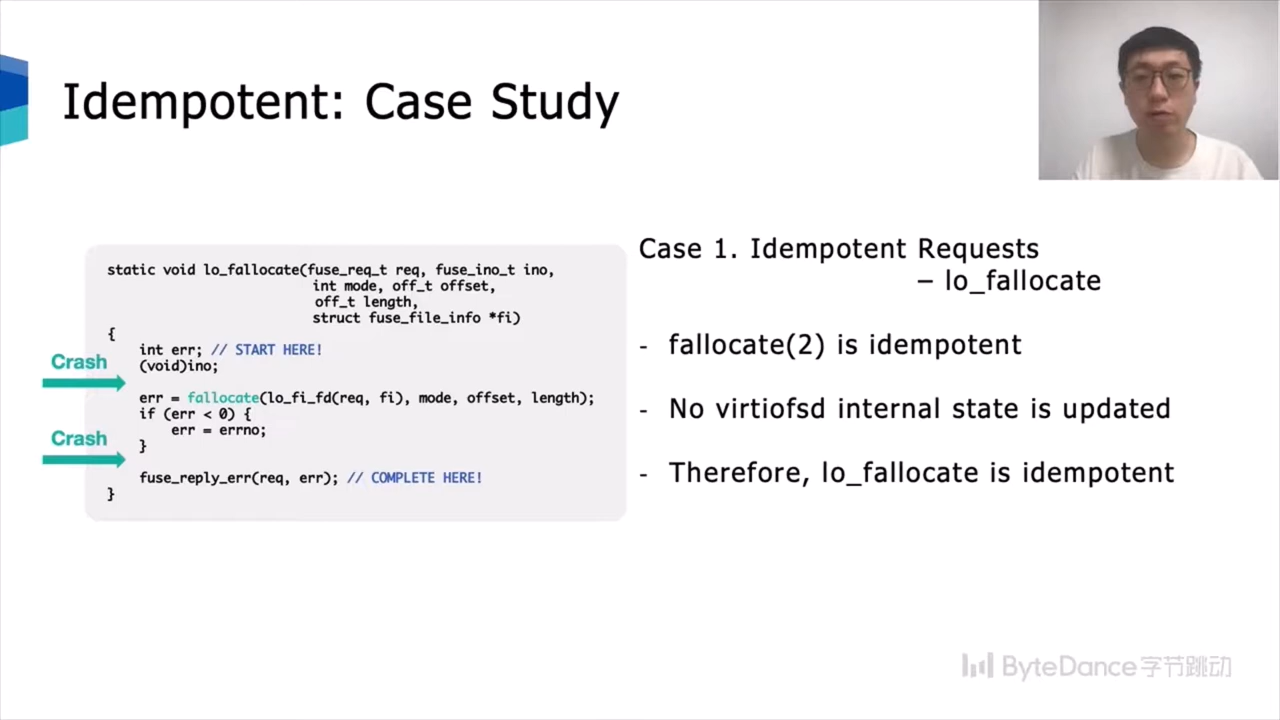 Idempotent: Case Study
static void lo_fallocate(fuse_req_t req, fuse_ino_t ino,
int mode, off_t offset,
off_t length,
struct fuse_file_info *fi)
{
int err; // START HERE!
(void)ino;
Crash
err = fallocate(lo_fi_fd(req, fi), mode, offset, length);
if (err < 0) {
err = errno;
}
Crash
fuse_reply_err(req, err); // COMPLETE HERE!
}
Case 1. Idempotent Requests
– lo_fallocate
- fallocate(2) is idempotent
- No virtiofsd internal state is updated
- Therefore, lo_fallocate is idempotent
ByteDance字节跳动